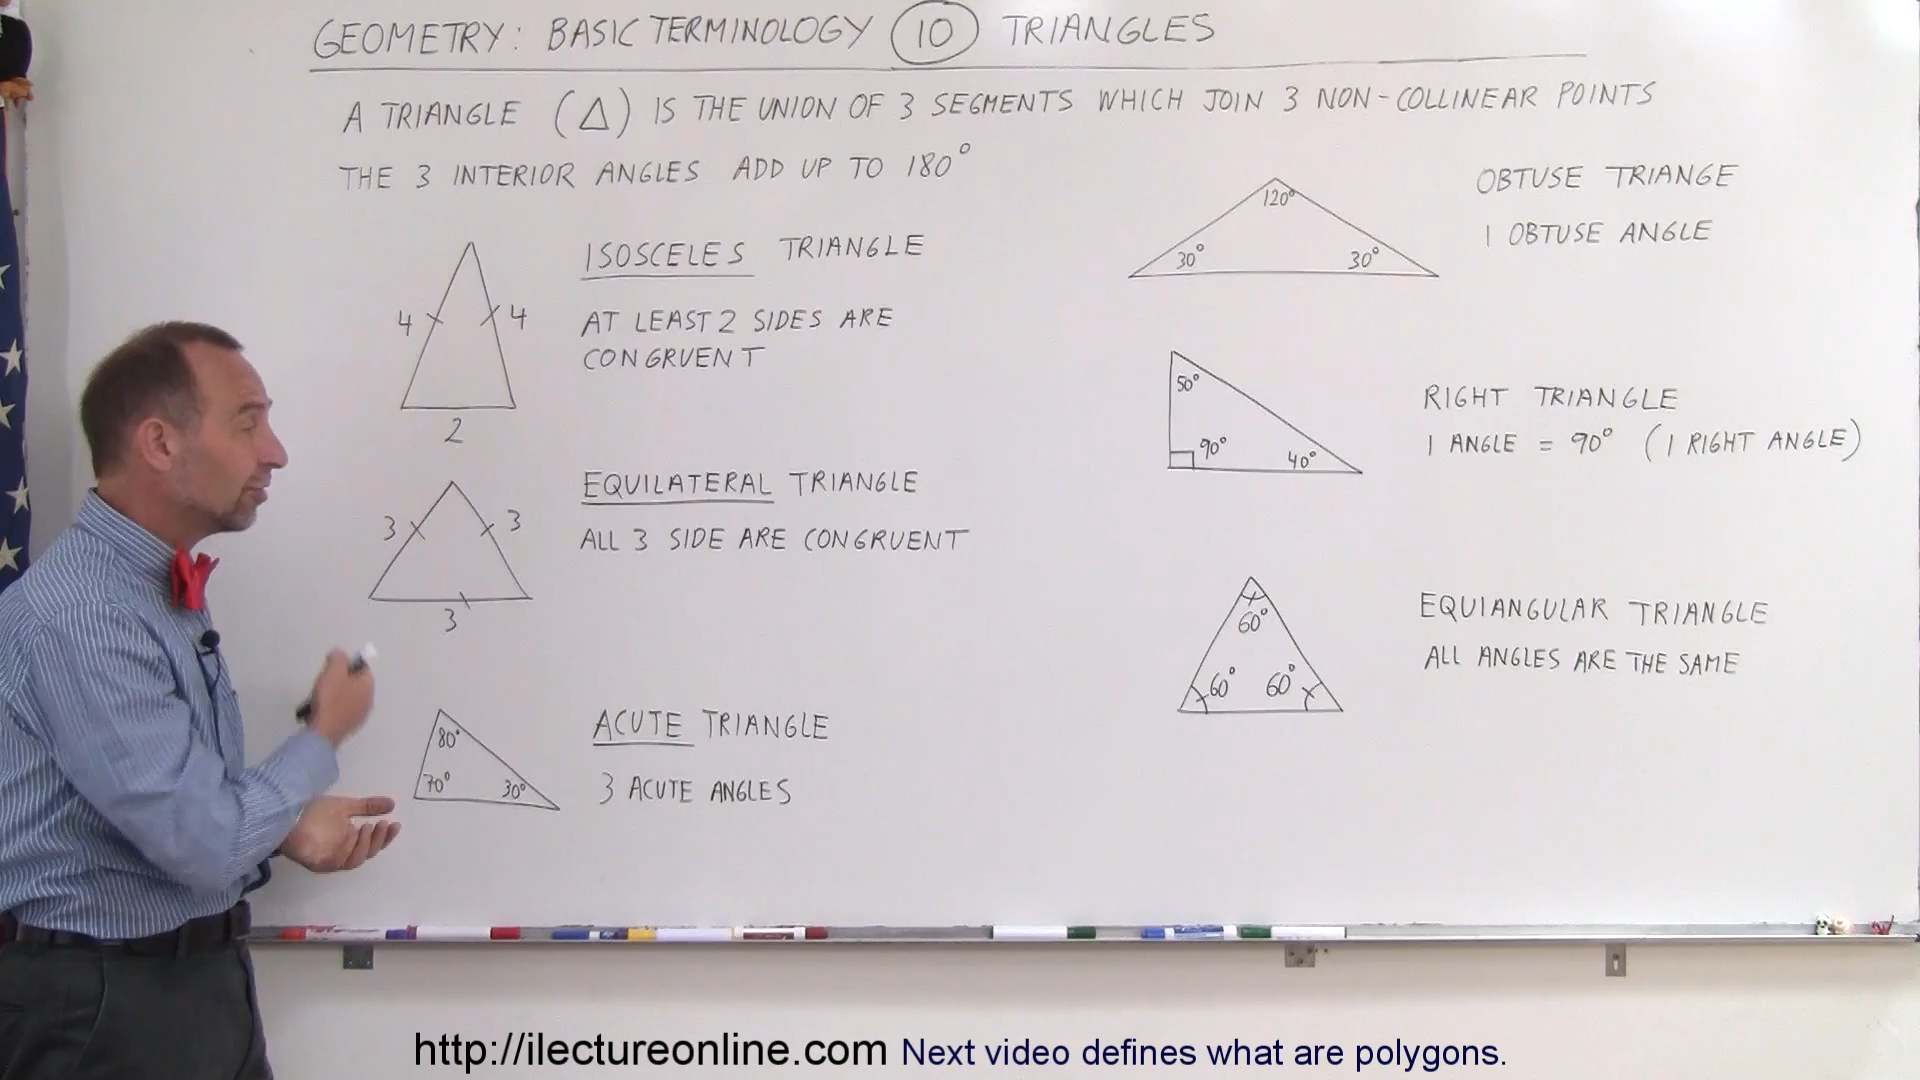 GEOMETRY: BASIC TERMINOLOGY 10 TRIANGLES
A TRIANGLE (Δ) IS THE UNION OF 3 SEGMENTS WHICH JOIN 3 NON-COLLINEAR POINTS
THE 3 INTERIOR ANGLES ADD UP TO 180°
ISOSCELES TRIANGLE
4 4
AT LEAST 2 SIDES ARE
CONGRUENT
2
EQUILATERAL TRIANGLE
3 3
ALL 3 SIDE ARE CONGRUENT
3
ACUTE TRIANGLE
80°
70° 30°
3 ACUTE ANGLES
OBTUSE TRIANGE
120°
1 OBTUSE ANGLE
30° 30°
50°
RIGHT TRIANGLE
1 ANGLE = 90° (1 RIGHT ANGLE)
90° 40°
EQUIANGULAR TRIANGLE
60°
ALL ANGLES ARE THE SAME
60° 60°
http://ilectureonline.com Next video defines what are polygons.